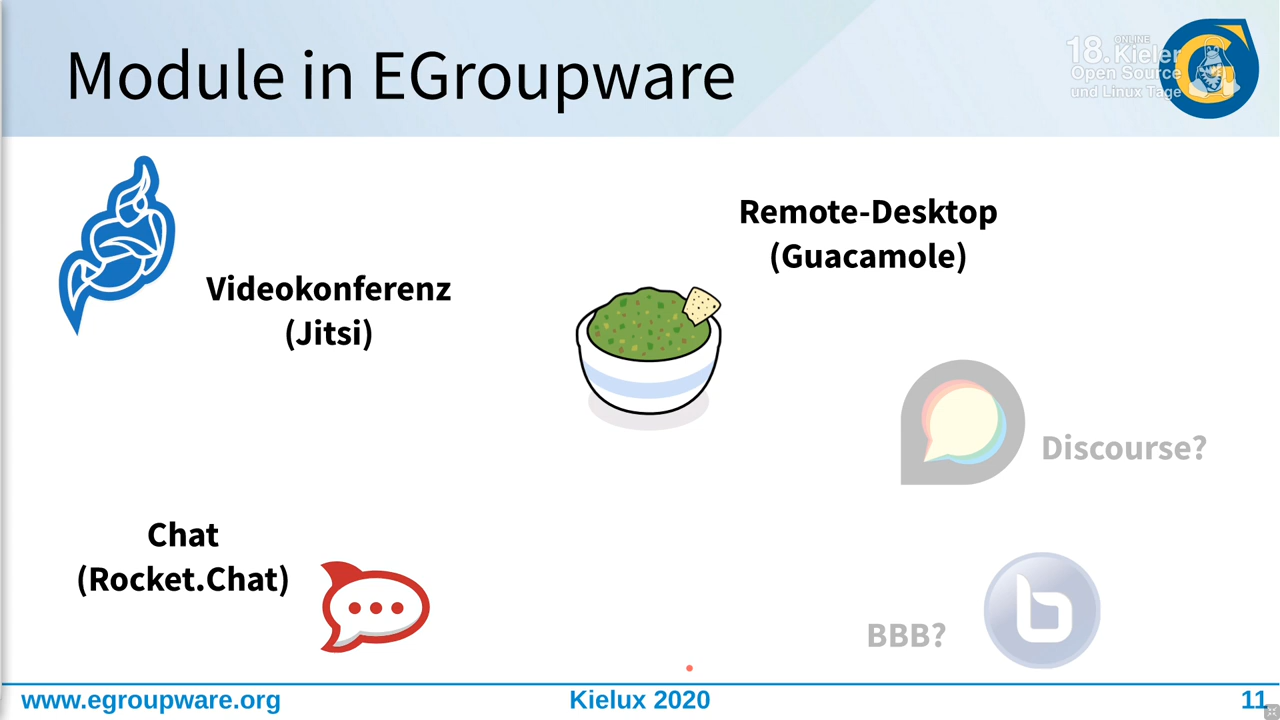 Module in EGroupware
ONLINE
18. Kieler
Open Source
und Linux Tage
Remote-Desktop
(Guacamole)
Videokonferenz
(Jitsi)
Discourse?
Chat
(Rocket.Chat)
BBB?
www.egroupware.org
Kielux 2020
11